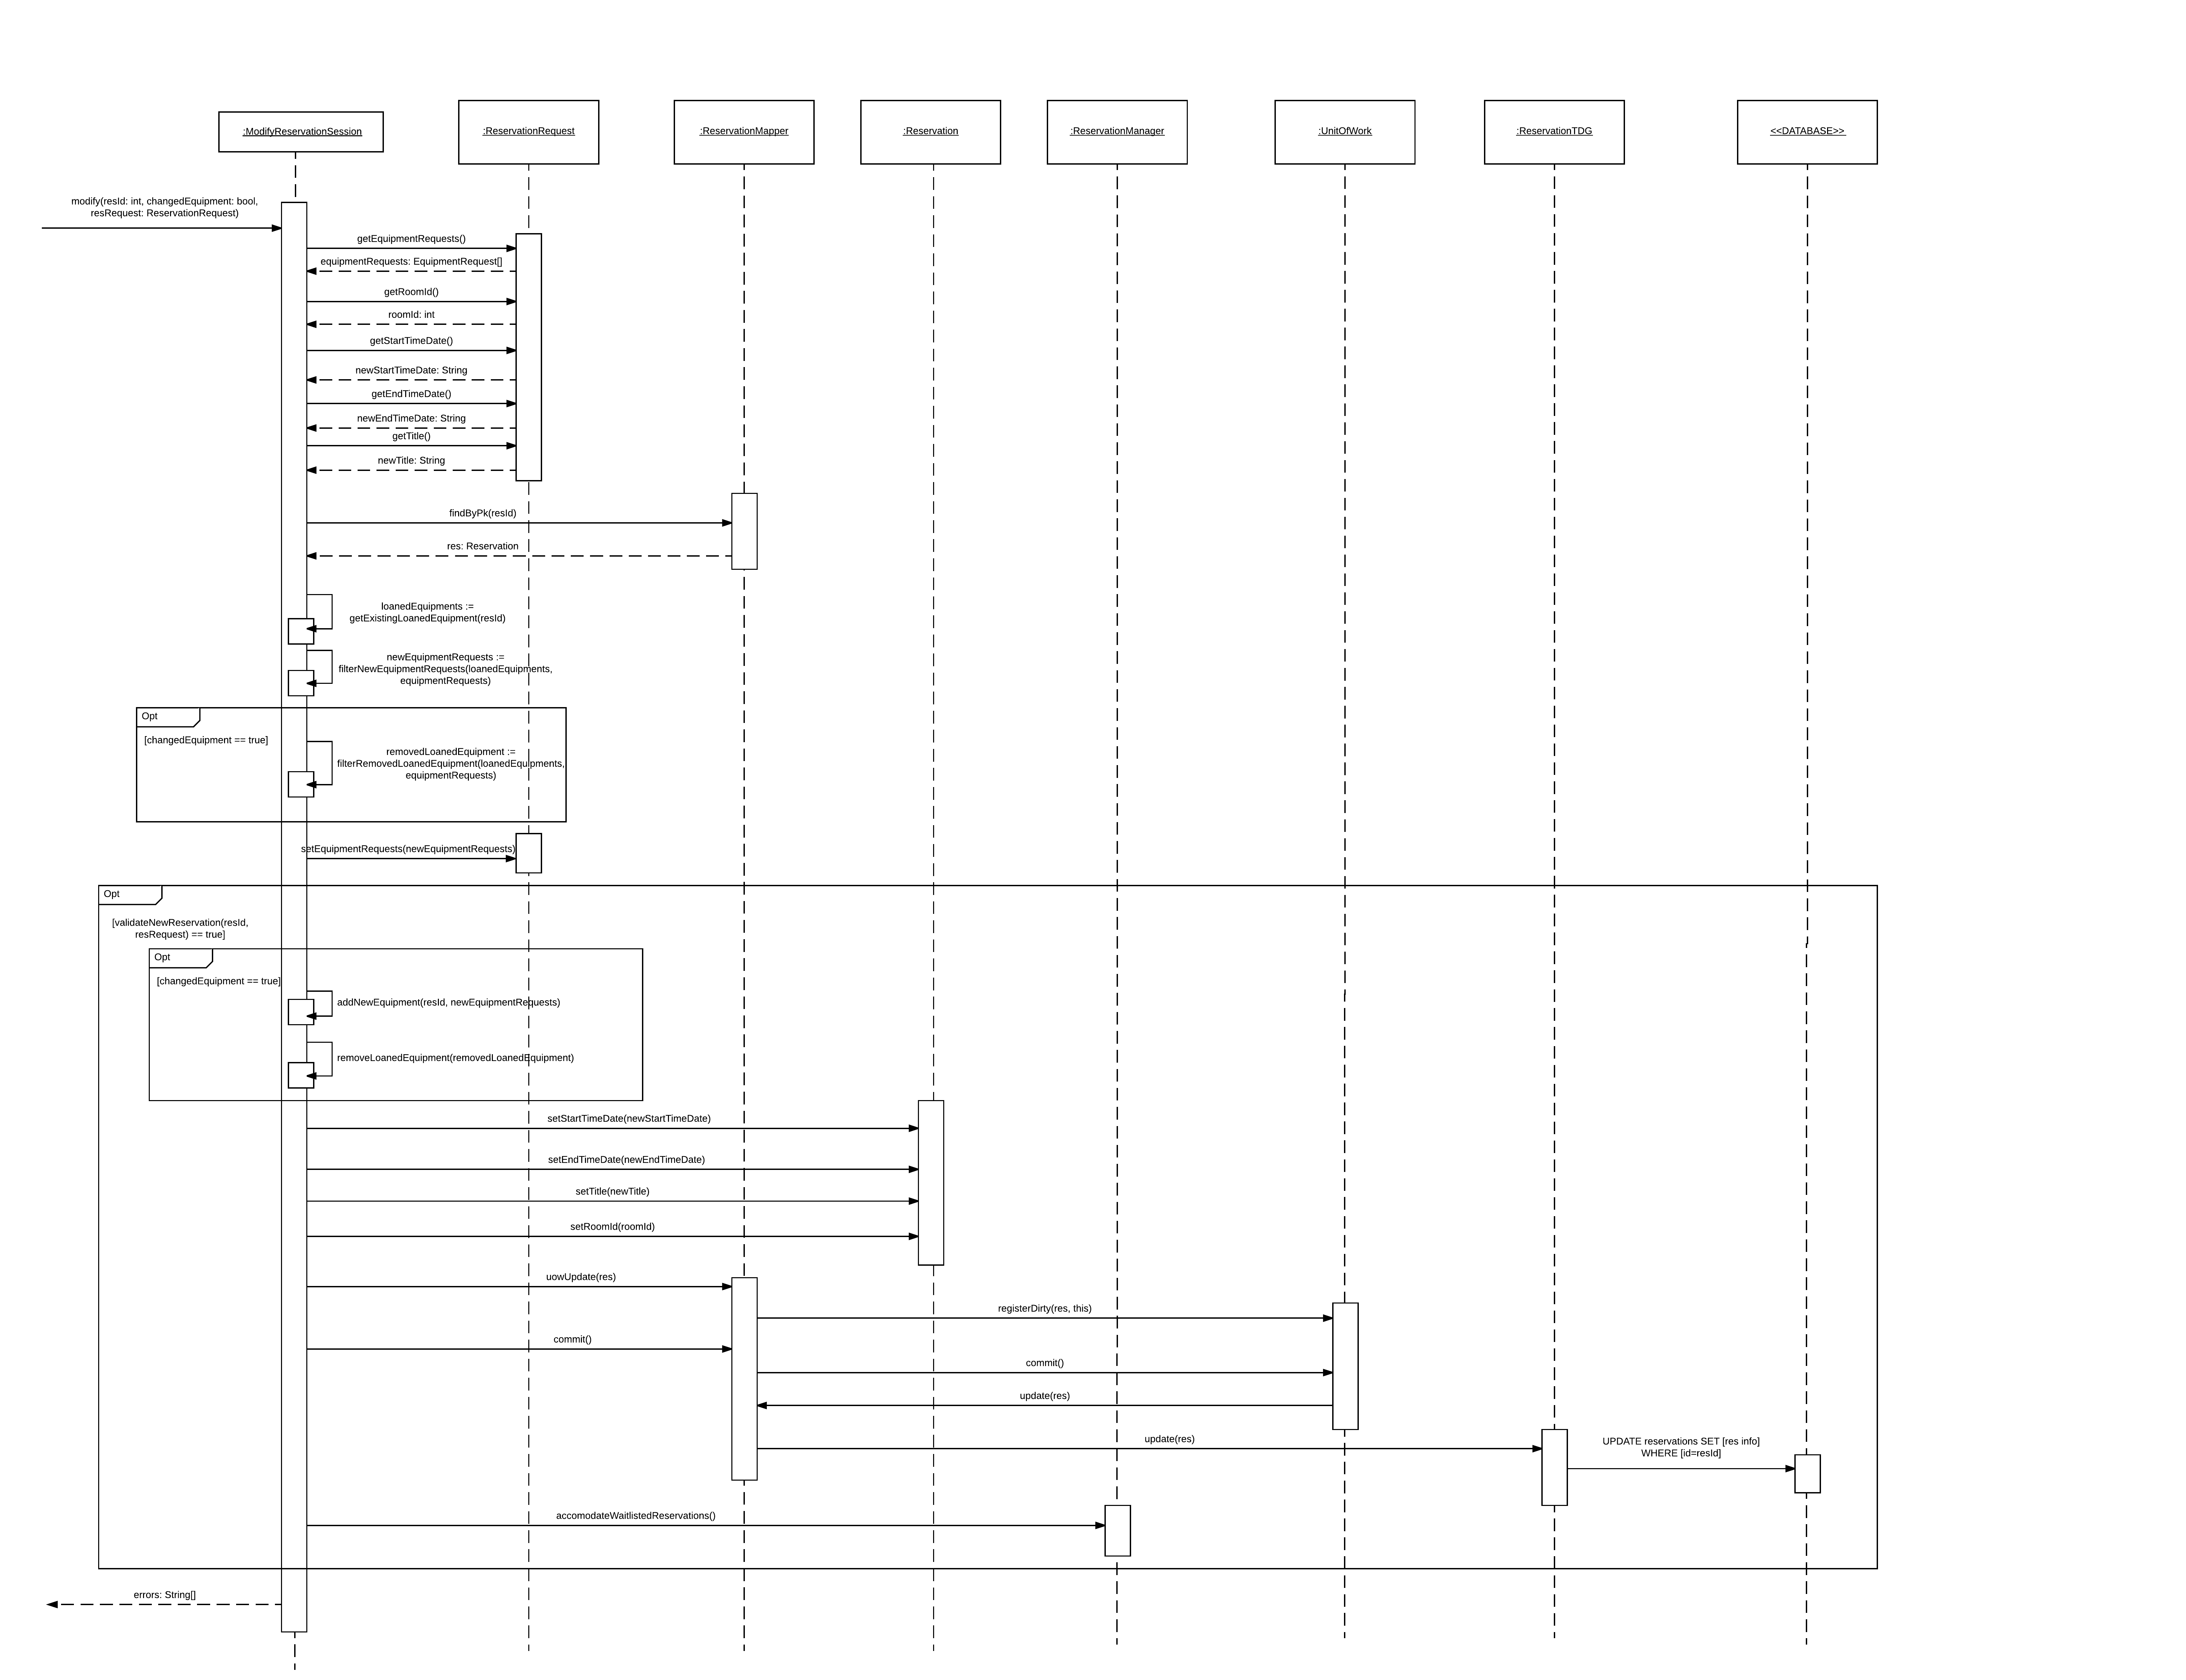 :ModifyReservationSession
:ReservationRequest
:ReservationMapper
:Reservation
:ReservationManager
:UnitOfWork
:ReservationTDG
<<DATABASE>>
modify(resId: int, changedEquipment: bool,
resRequest: ReservationRequest)
getEquipmentRequests()
equipmentRequests: EquipmentRequest[]
getRoomId()
roomId: int
getStartTimeDate()
newStartTimeDate: String
getEndTimeDate()
newEndTimeDate: String
getTitle()
newTitle: String
findByPk(resId)
res: Reservation
loanedEquipments :=
getExistingLoanedEquipment(resId)
newEquipmentRequests :=
filterNewEquipmentRequests(loanedEquipments,
equipmentRequests)
Opt
[changedEquipment == true]
removedLoanedEquipment :=
filterRemovedLoanedEquipment(loanedEquipments,
equipmentRequests)
setEquipmentRequests(newEquipmentRequests)
Opt
[validateNewReservation(resId,
resRequest) == true]
Opt
[changedEquipment == true]
addNewEquipment(resId, newEquipmentRequests)
removeLoanedEquipment(removedLoanedEquipment)
setStartTimeDate(newStartTimeDate)
setEndTimeDate(newEndTimeDate)
setTitle(newTitle)
setRoomId(roomId)
uowUpdate(res)
registerDirty(res, this)
commit()
commit()
update(res)
update(res)
UPDATE reservations SET [res info]
WHERE [id=resId]
accomodateWaitlistedReservations()
errors: String[]